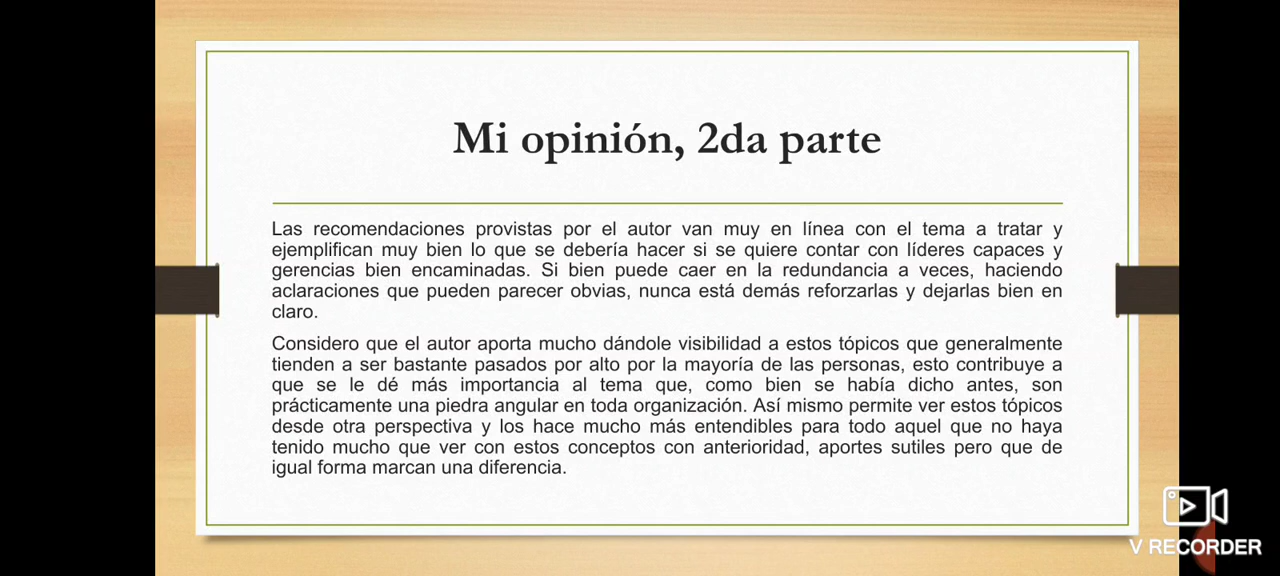 Mi opinión, 2da parte
Las recomendaciones provistas por el autor van muy en línea con el tema a tratar y
ejemplifican muy bien lo que se debería hacer si se quiere contar con líderes capaces y
gerencias bien encaminadas. Si bien puede caer en la redundancia a veces, haciendo
aclaraciones que pueden parecer obvias, nunca está demás reforzarlas y dejarlas bien en
claro.
Considero que el autor aporta mucho dándole visibilidad a estos tópicos que generalmente
tienden a ser bastante pasados por alto por la mayoría de las personas, esto contribuye a
que se le dé más importancia al tema que, como bien se había dicho antes, son
prácticamente una piedra angular en toda organización. Así mismo permite ver estos tópicos
desde otra perspectiva y los hace mucho más entendibles para todo aquel que no haya
tenido mucho que ver con estos conceptos con anterioridad, aportes sutiles pero que de
igual forma marcan una diferencia.
V RECORDER